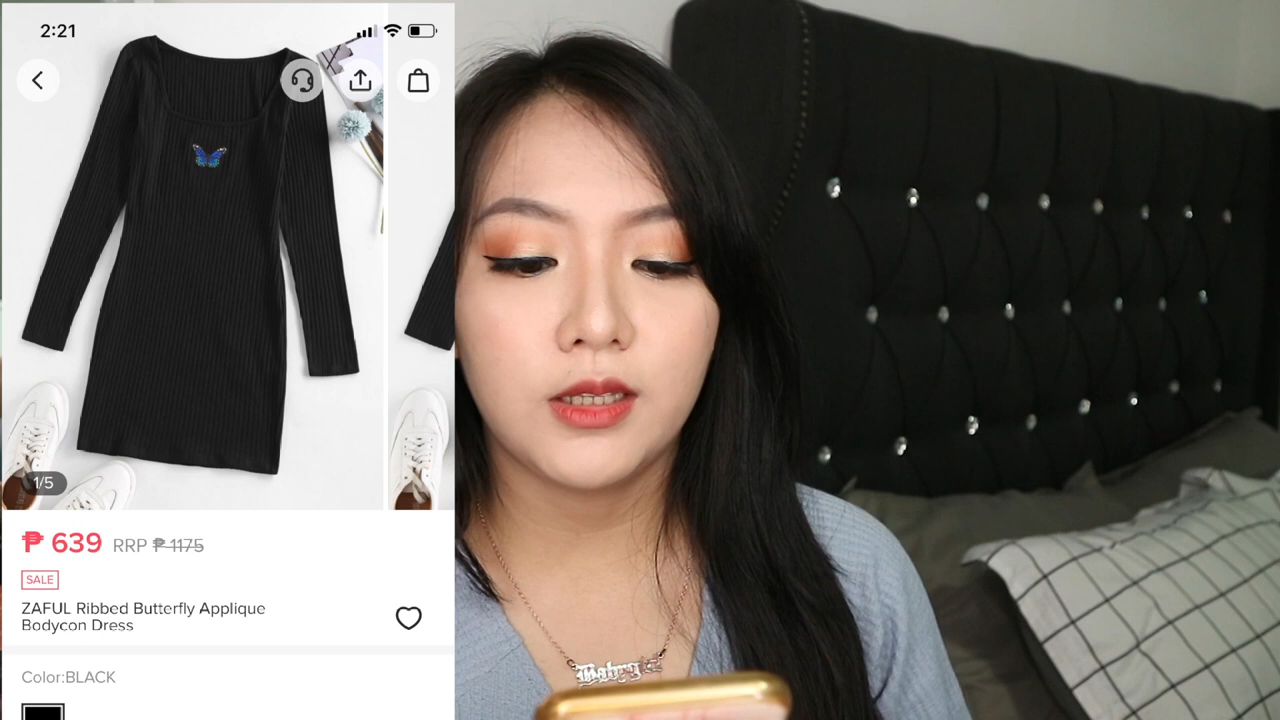 2:21
1/5
₱ 639 RRP ₱ 1175
SALE
ZAFUL Ribbed Butterfly Applique
Bodycon Dress
Color:BLACK